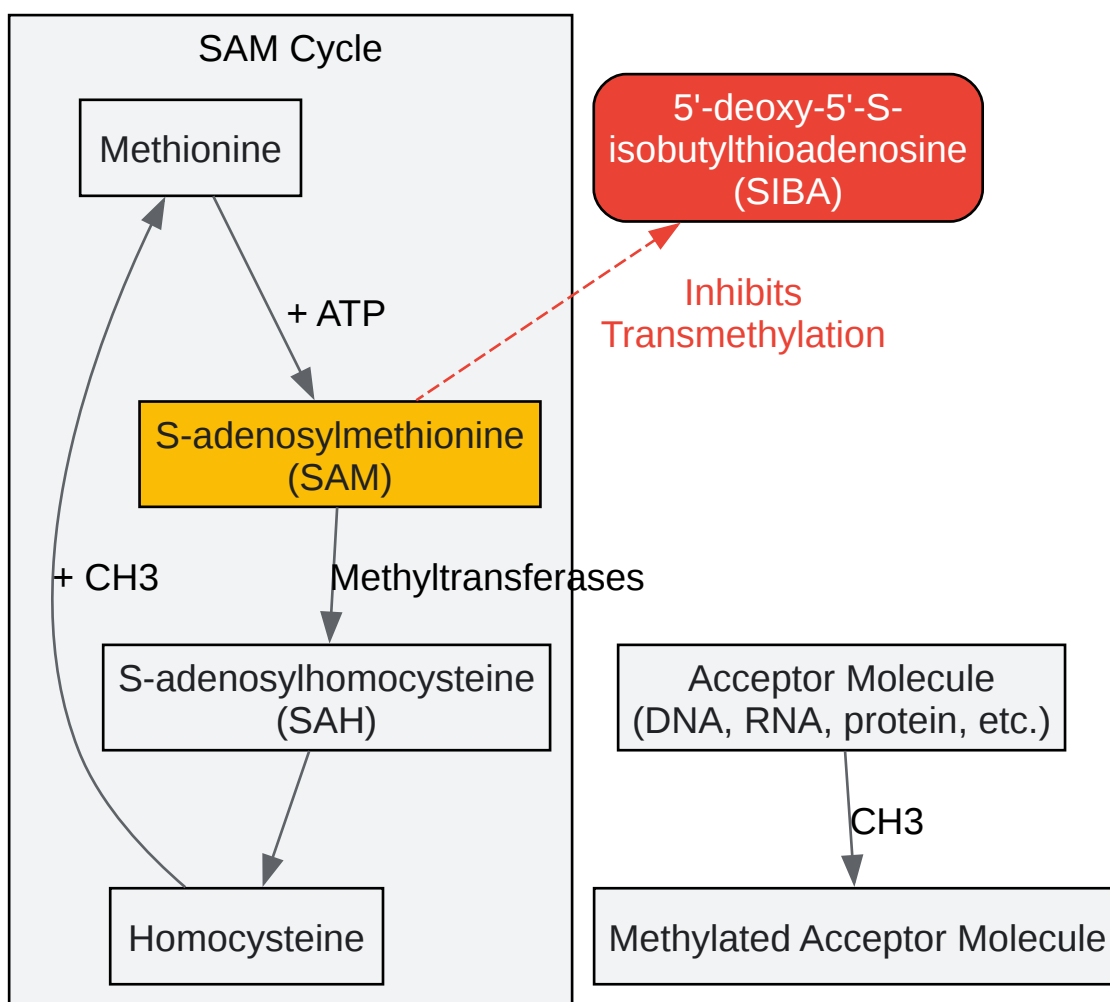 SAM Cycle
Methionine
5'-deoxy-5'-S-
isobutylthioadenosine
(SIBA)
+ ATP
Inhibits
Transmethylation
S-adenosylmethionine
(SAM)
+ CH3
Methyltransferases
S-adenosylhomocysteine
(SAH)
Acceptor Molecule
(DNA, RNA, protein, etc.)
CH3
Homocysteine
Methylated Acceptor Molecule